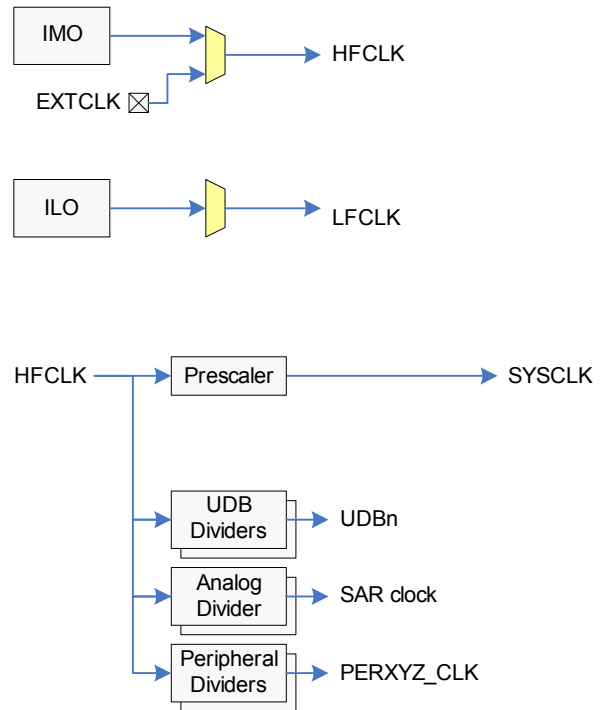 IMO
HFCLK
EXTCLK
ILO
LFCLK
HFCLK
Prescaler
SYSCLK
UDB
Dividers
UDBn
Analog
Divider
SAR clock
Peripheral
Dividers
PERXYZ_CLK